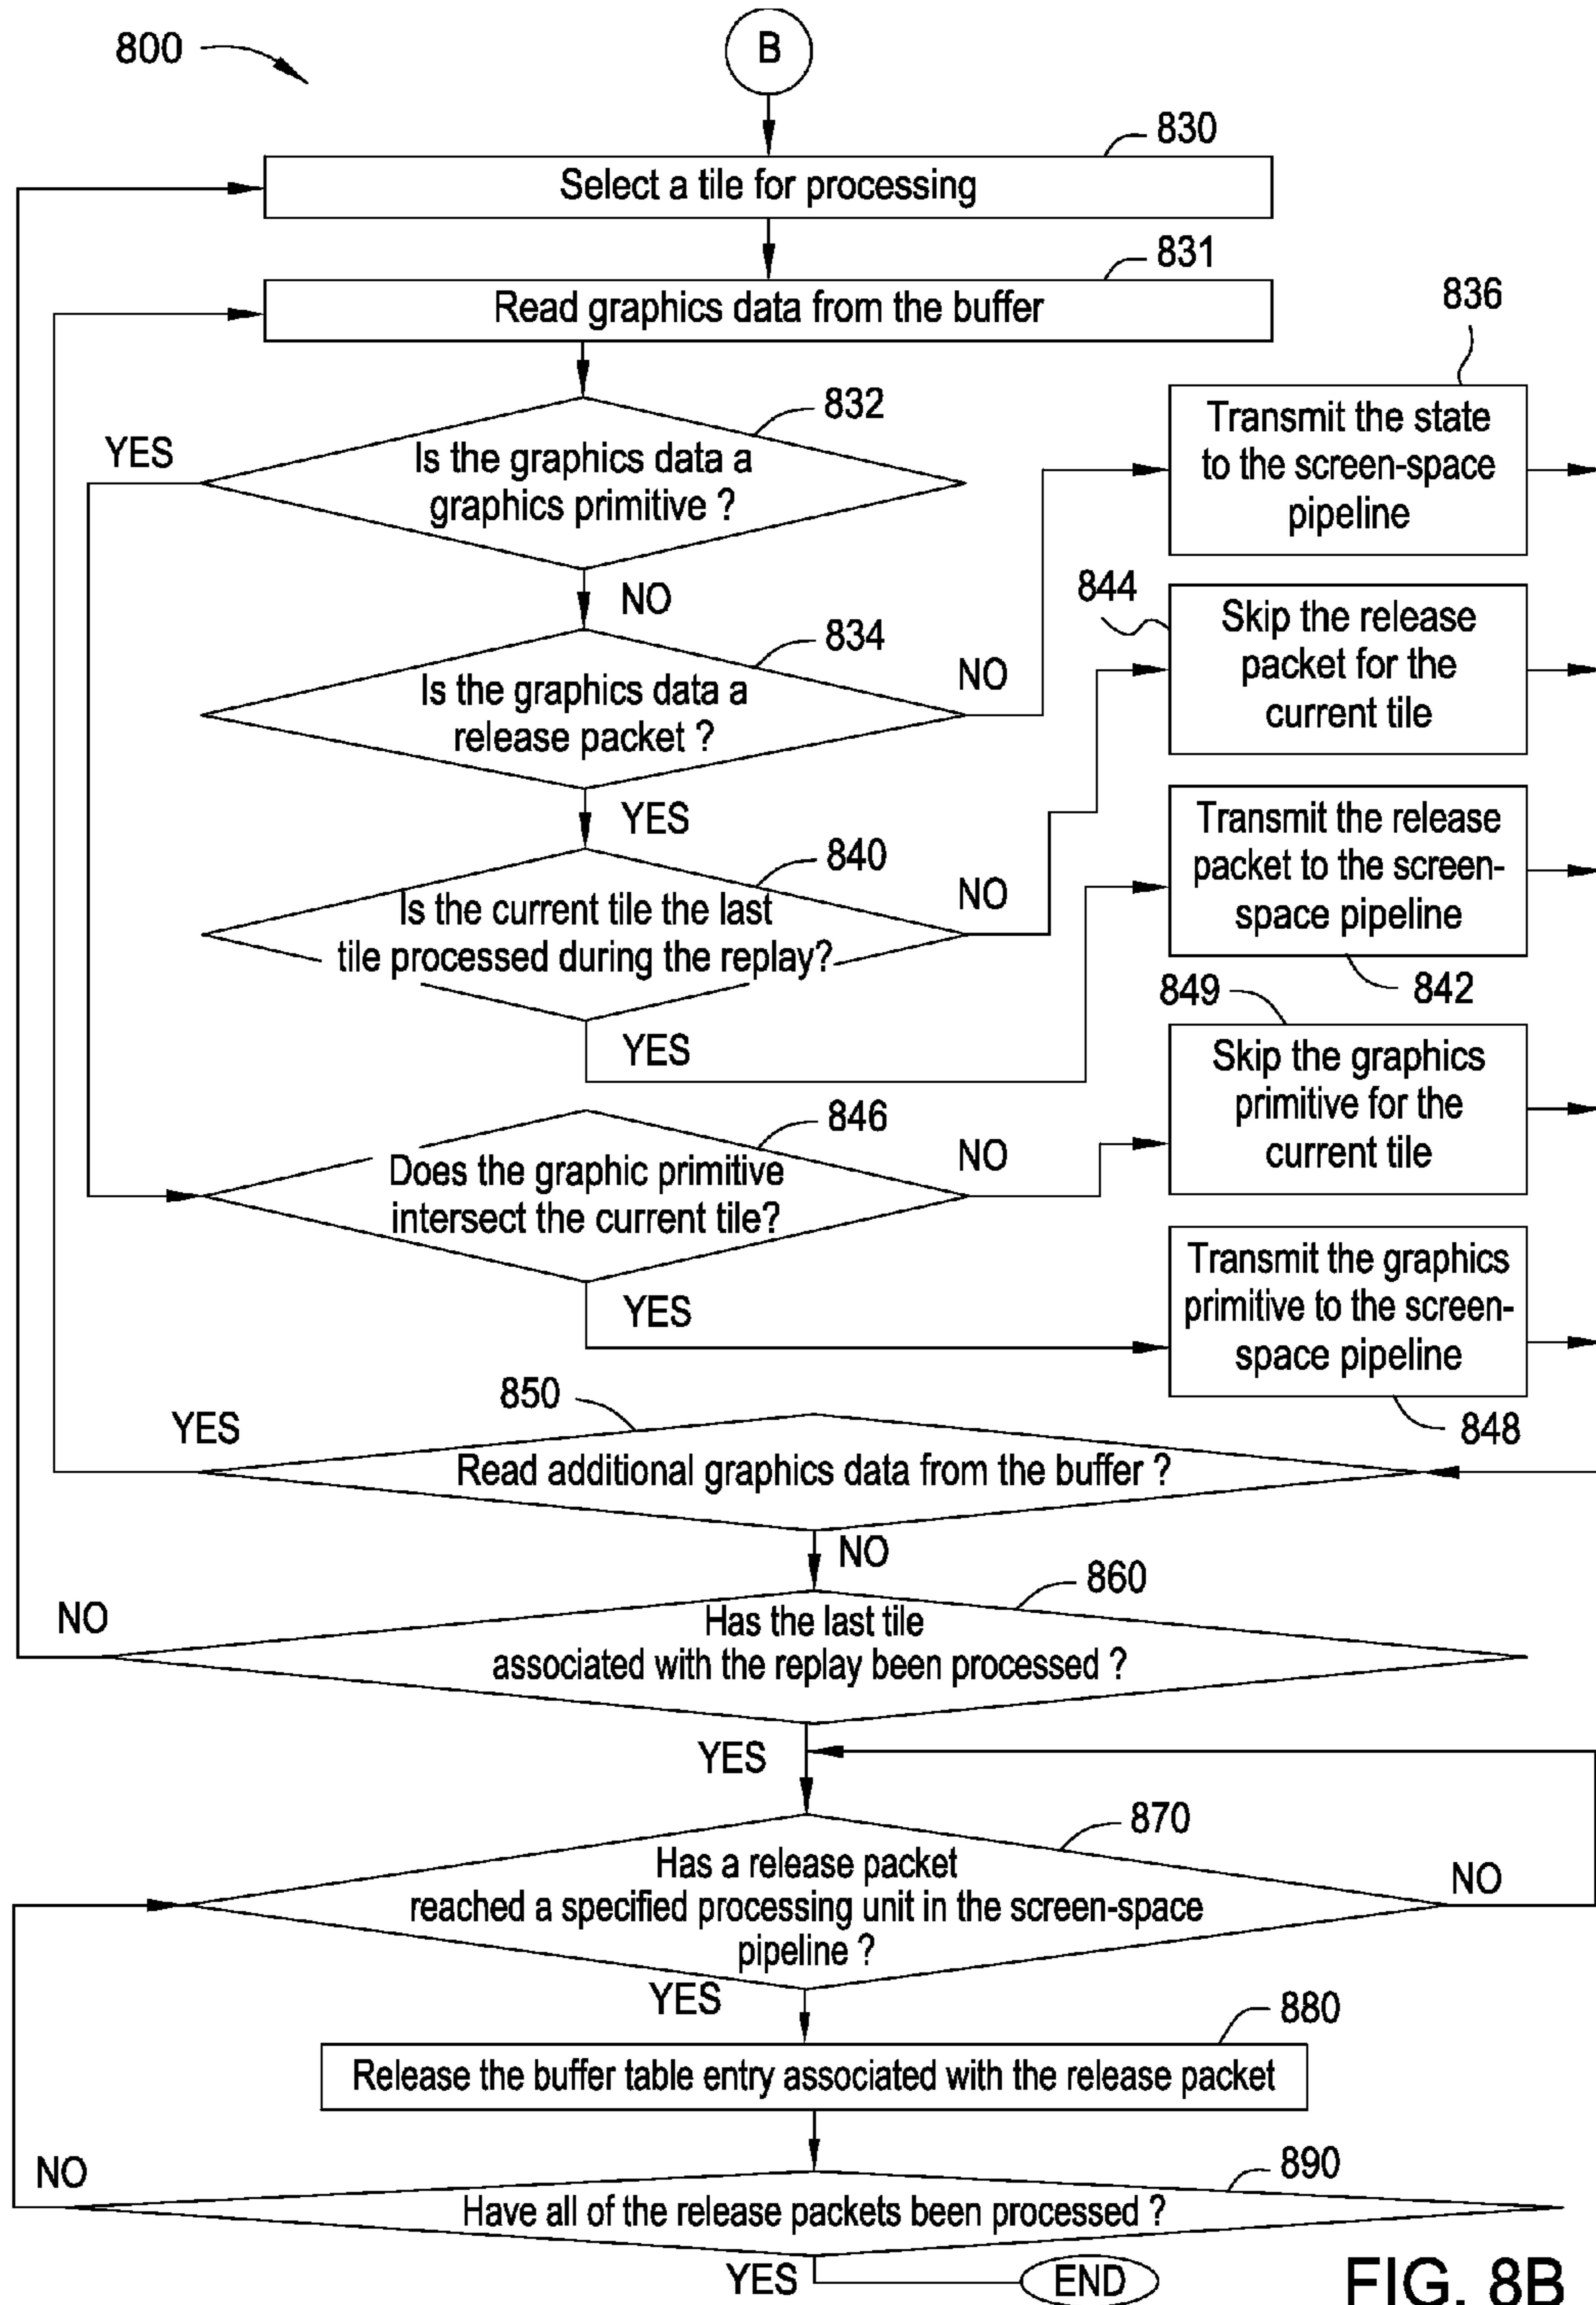 800
B
830
Select a tile for processing
831
Read graphics data from the buffer
836
832
YES
Is the graphics data a
graphics primitive ?
Transmit the state
to the screen-space
pipeline
NO
844
834
NO
Is the graphics data a
release packet ?
Skip the release
packet for the
current tile
YES
840
NO
Is the current tile the last
tile processed during the replay?
Transmit the release
packet to the screen-
space pipeline
842
849
YES
Skip the graphics
primitive for the
current tile
846
NO
Does the graphic primitive
intersect the current tile?
YES
Transmit the graphics
primitive to the screen-
space pipeline
848
850
YES
Read additional graphics data from the buffer ?
NO
860
NO
Has the last tile
associated with the replay been processed ?
YES
870
Has a release packet
reached a specified processing unit in the screen-space
pipeline ?
NO
YES
880
Release the buffer table entry associated with the release packet
890
NO
Have all of the release packets been processed ?
YES
END
FIG. 8B